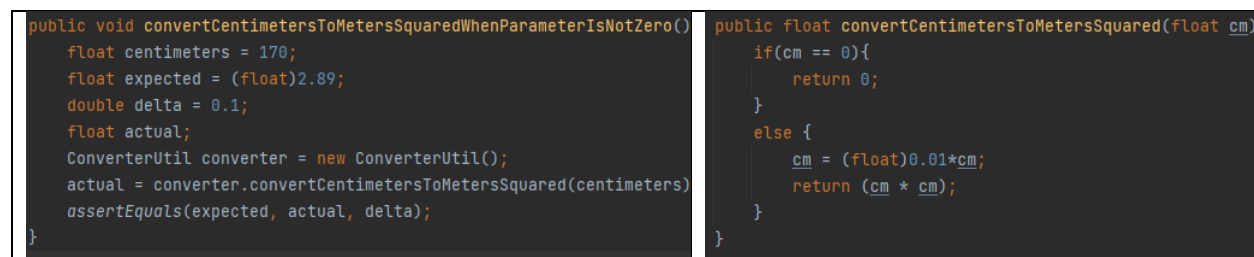 public void convertCentimetersToMetersSquaredWhenParameterIsNotZero()
float centimeters = 170;
float expected = (float)2.89;
double delta = 0.1;
float actual;
ConverterUtil converter = new ConverterUtil();
actual = converter.convertCentimetersToMetersSquared(centimeters)
assertEquals(expected, actual, delta);
}
public float convertCentimetersToMetersSquared(float cm)
if(cm == 0){
return 0;
}
else {
cm = (float)0.01*cm;
return (cm * cm);
}
}